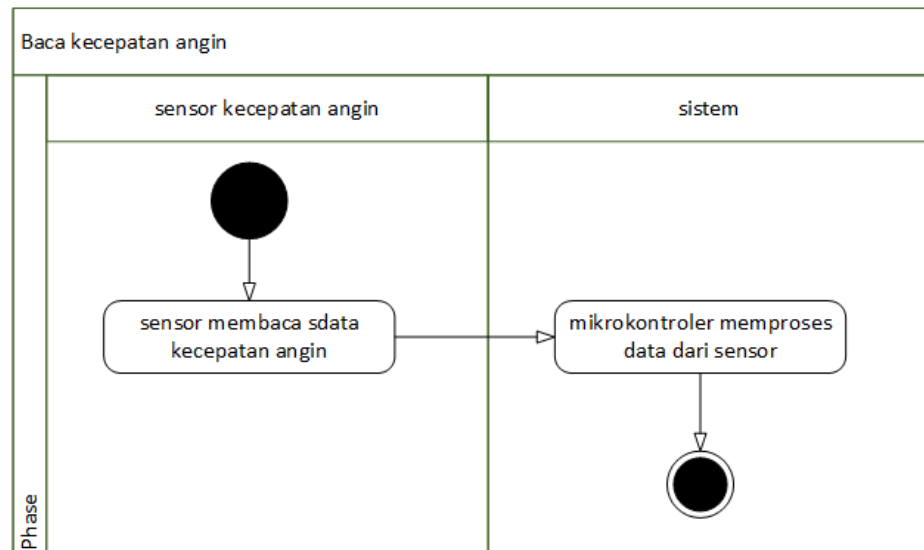 Baca kecepatan angin
sensor kecepatan angin
sistem
sensor membaca sdata
kecepatan angin
mikrokontroler memproses
data dari sensor
Phase